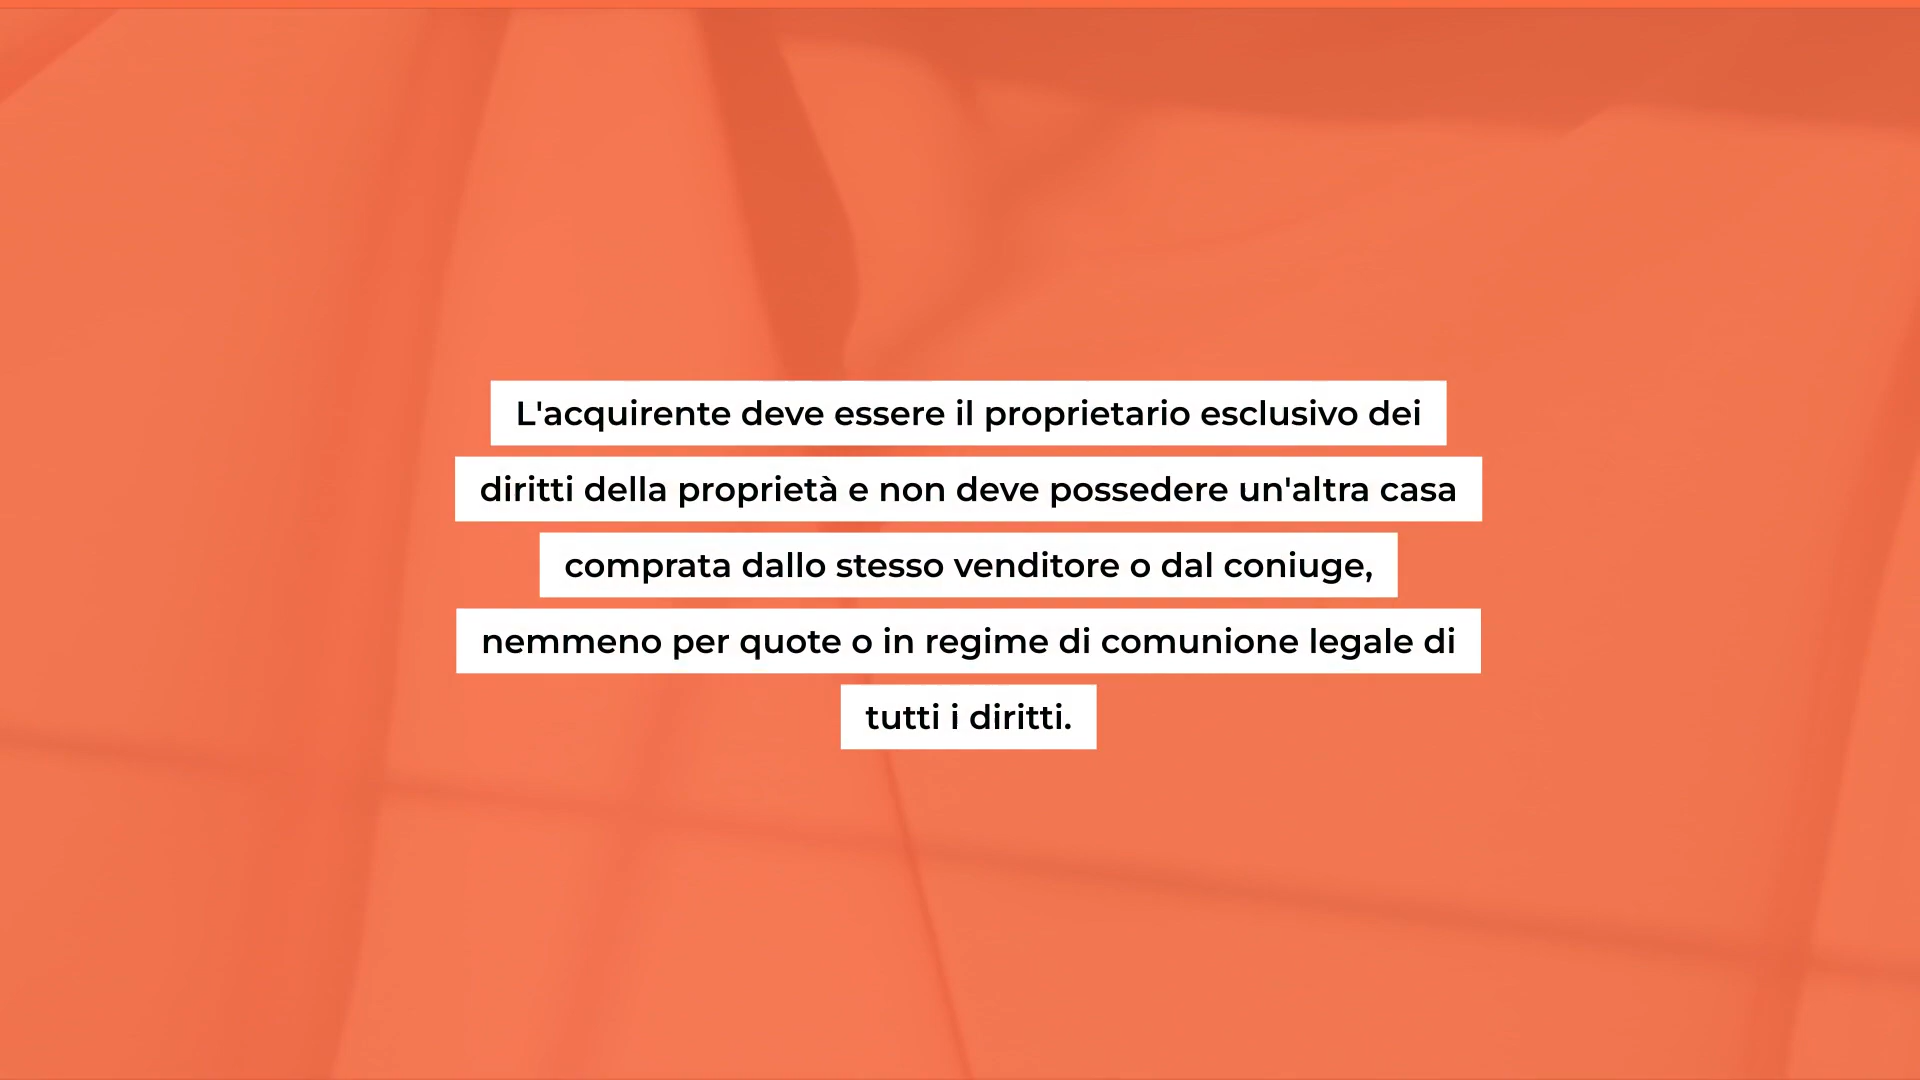 L'acquirente deve essere il proprietario esclusivo dei
diritti della proprietà e non deve possedere un'altra casa
comprata dallo stesso venditore o dal coniuge,
nemmeno per quote o in regime di comunione legale di
tutti i diritti.